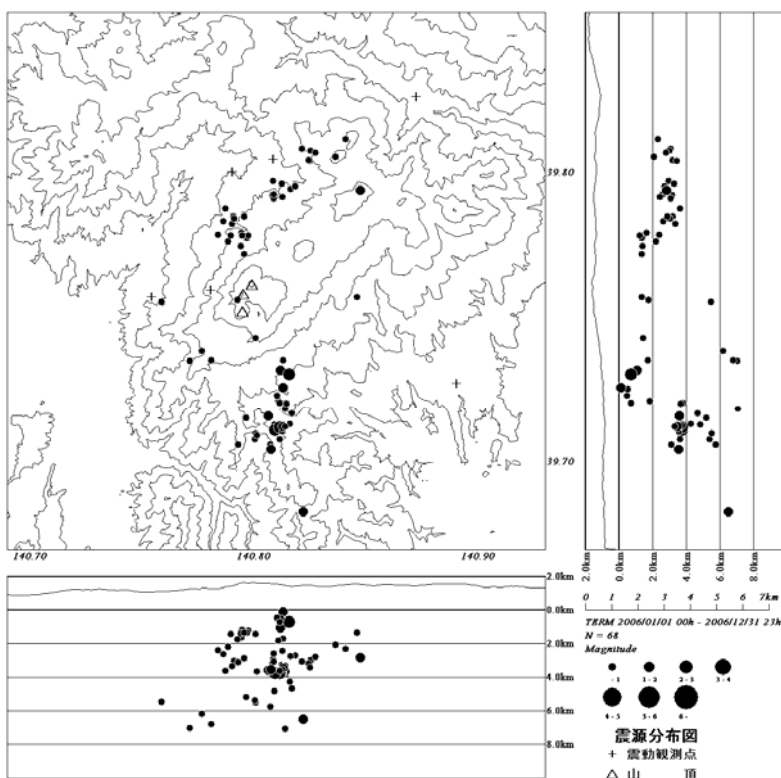 39.80
39.70
140.70 140.80 140.90
2.0km 0.0km 2.0km 4.0km 6.0km 8.0km
2.0km
0.0km
2.0km
4.0km
6.0km
8.0km
0 1 2 3 4 5 6 7km
TERM 2006/01/01 00h - 2006/12/31 23h
N = 68
Magnitude
- 1 1 - 2 2 - 3 3 - 4
4 - 5 5 - 6 6 -
震源分布図
+ 震動観測点
△ 山 頂